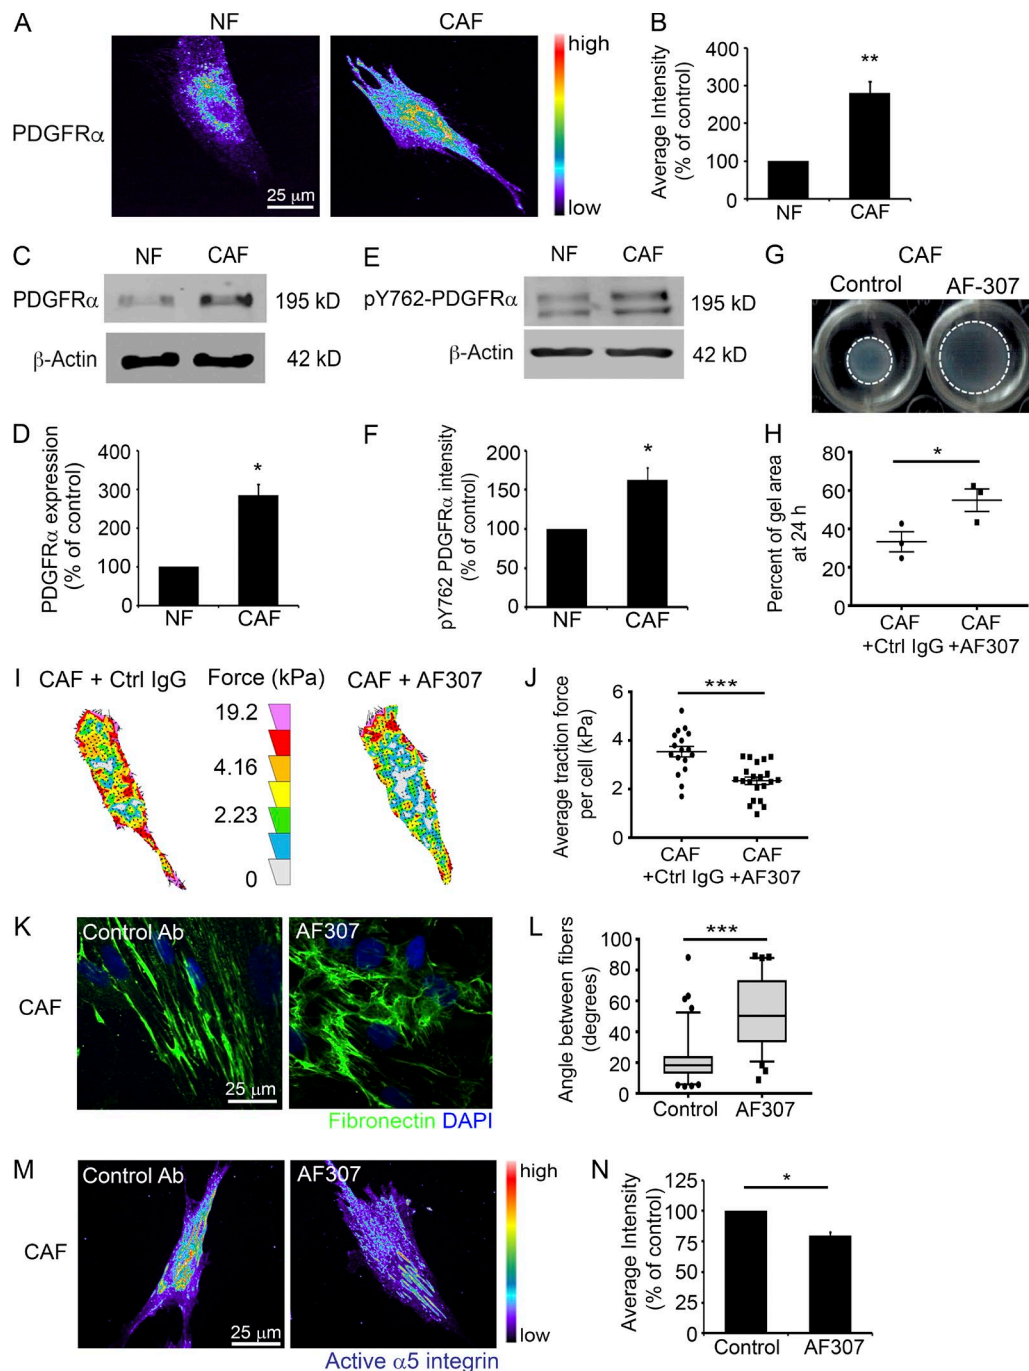 A
NF
CAF
PDGFRα
25 μm
high
low
B
Average Intensity
(% of control)
400
300
200
100
0
**
NF
CAF
C
NF
CAF
PDGFRα
195 kD
β-Actin
42 kD
E
NF
CAF
pY762-PDGFRα
195 kD
β-Actin
42 kD
G
CAF
Control
AF-307
D
PDGFRα expression
(% of control)
400
300
200
100
0
*
NF
CAF
F
pY762 PDGFRα intensity
(% of control)
200
150
100
50
0
*
NF
CAF
H
Percent of gel area
at 24 h
80
60
40
20
0
*
CAF
+Ctrl IgG
CAF
+AF307
I
CAF + Ctrl IgG
Force (kPa)
19.2
4.16
2.23
0
CAF + AF307
J
Average traction force
per cell (kPa)
6
4
2
0
***
CAF
+Ctrl IgG
CAF
+AF307
K
CAF
Control Ab
25 μm
AF307
Fibronectin DAPI
L
Angle between fibers
(degrees)
100
80
60
40
20
0
***
Control
AF307
M
CAF
Control Ab
25 μm
AF307
high
low
Active α5 integrin
N
Average Intensity
(% of control)
125
100
75
50
25
0
*
Control
AF307